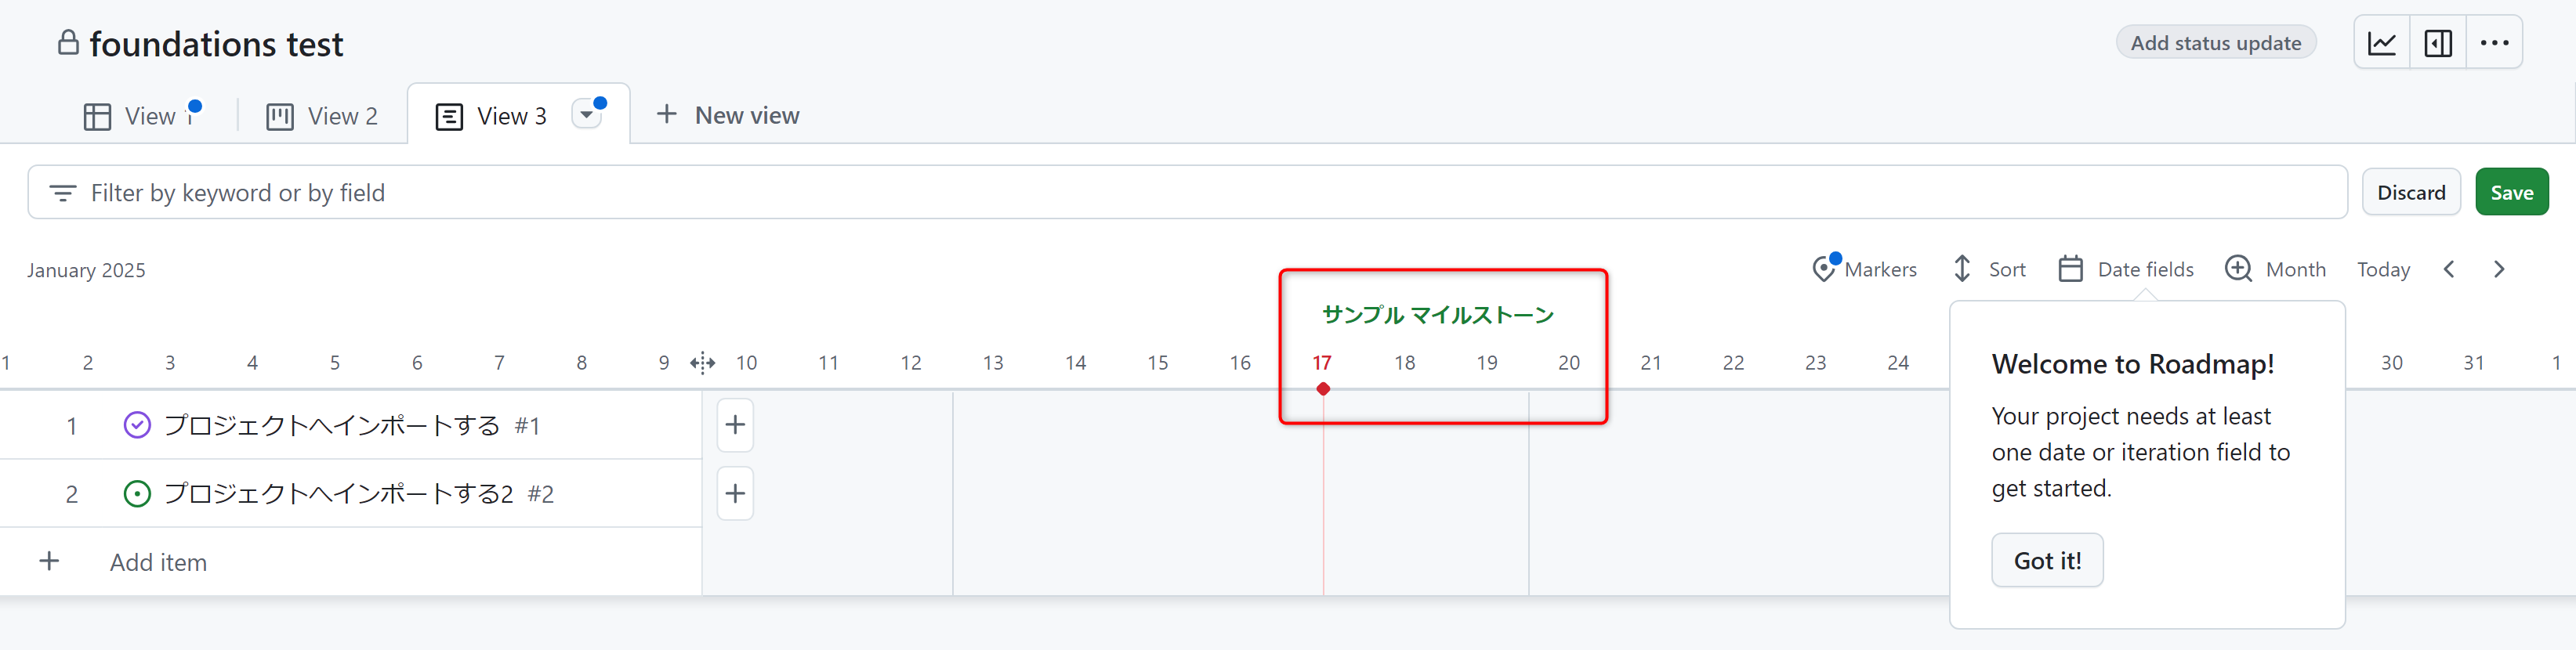 foundations test
Add status update
View 1
View 2
View 3
New view
Filter by keyword or by field
Discard
Save
January 2025
Markers
Sort
Date fields
Month
Today
サンプル マイルストーン
1 2 3 4 5 6 7 8 9 10 11 12 13 14 15 16 17 18 19 20 21 22 23 24 30 31 1
Welcome to Roadmap!
Your project needs at least
one date or iteration field to
get started.
Got it!
1 プロジェクトへインポートする #1
2 プロジェクトへインポートする2 #2
Add item